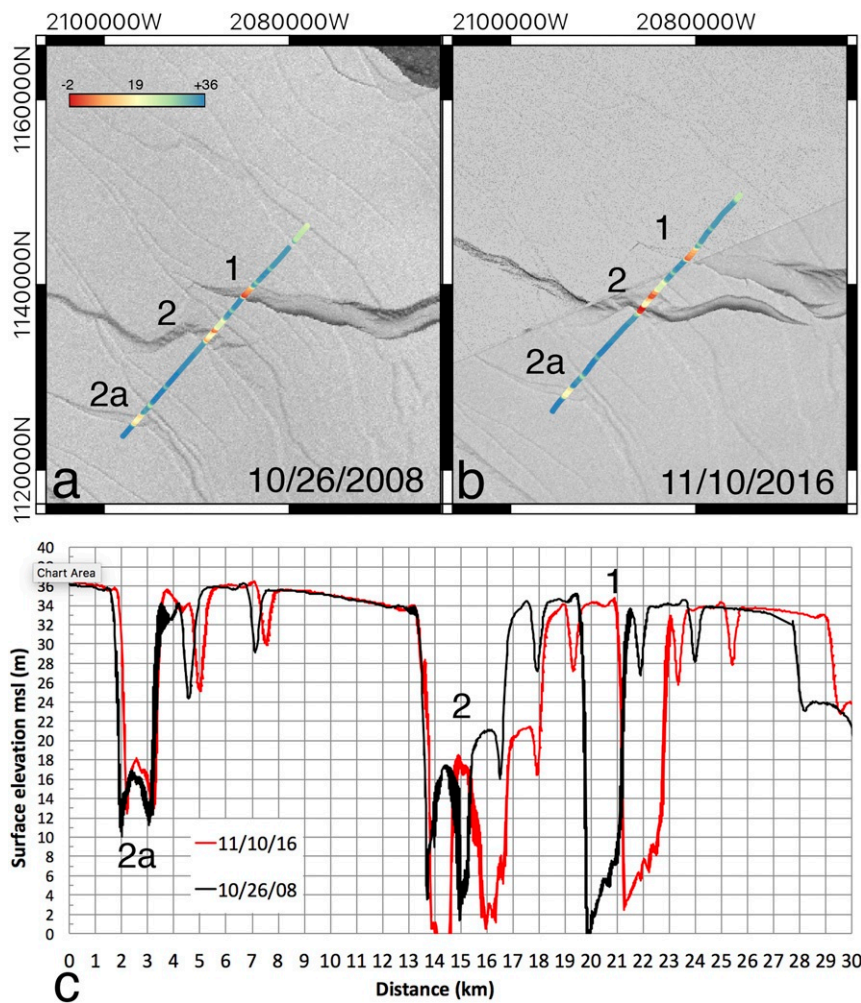 2100000W 2080000W 2100000W 2080000W
1160000N
1140000N
1120000N
-2 19 +36
1
2
2a
a
10/26/2008
1
2
2a
b
11/10/2016
Surface elevation msl (m)
40
38
36
Chart Area
34
32
30
28
26
24
22
20
18
16
14
12
10
8
6
4
2
0
1
2
2a
11/10/16
10/26/08
0 1 2 3 4 5 6 7 8 9 10 11 12 13 14 15 16 17 18 19 20 21 22 23 24 25 26 27 28 29 30
Distance (km)
c